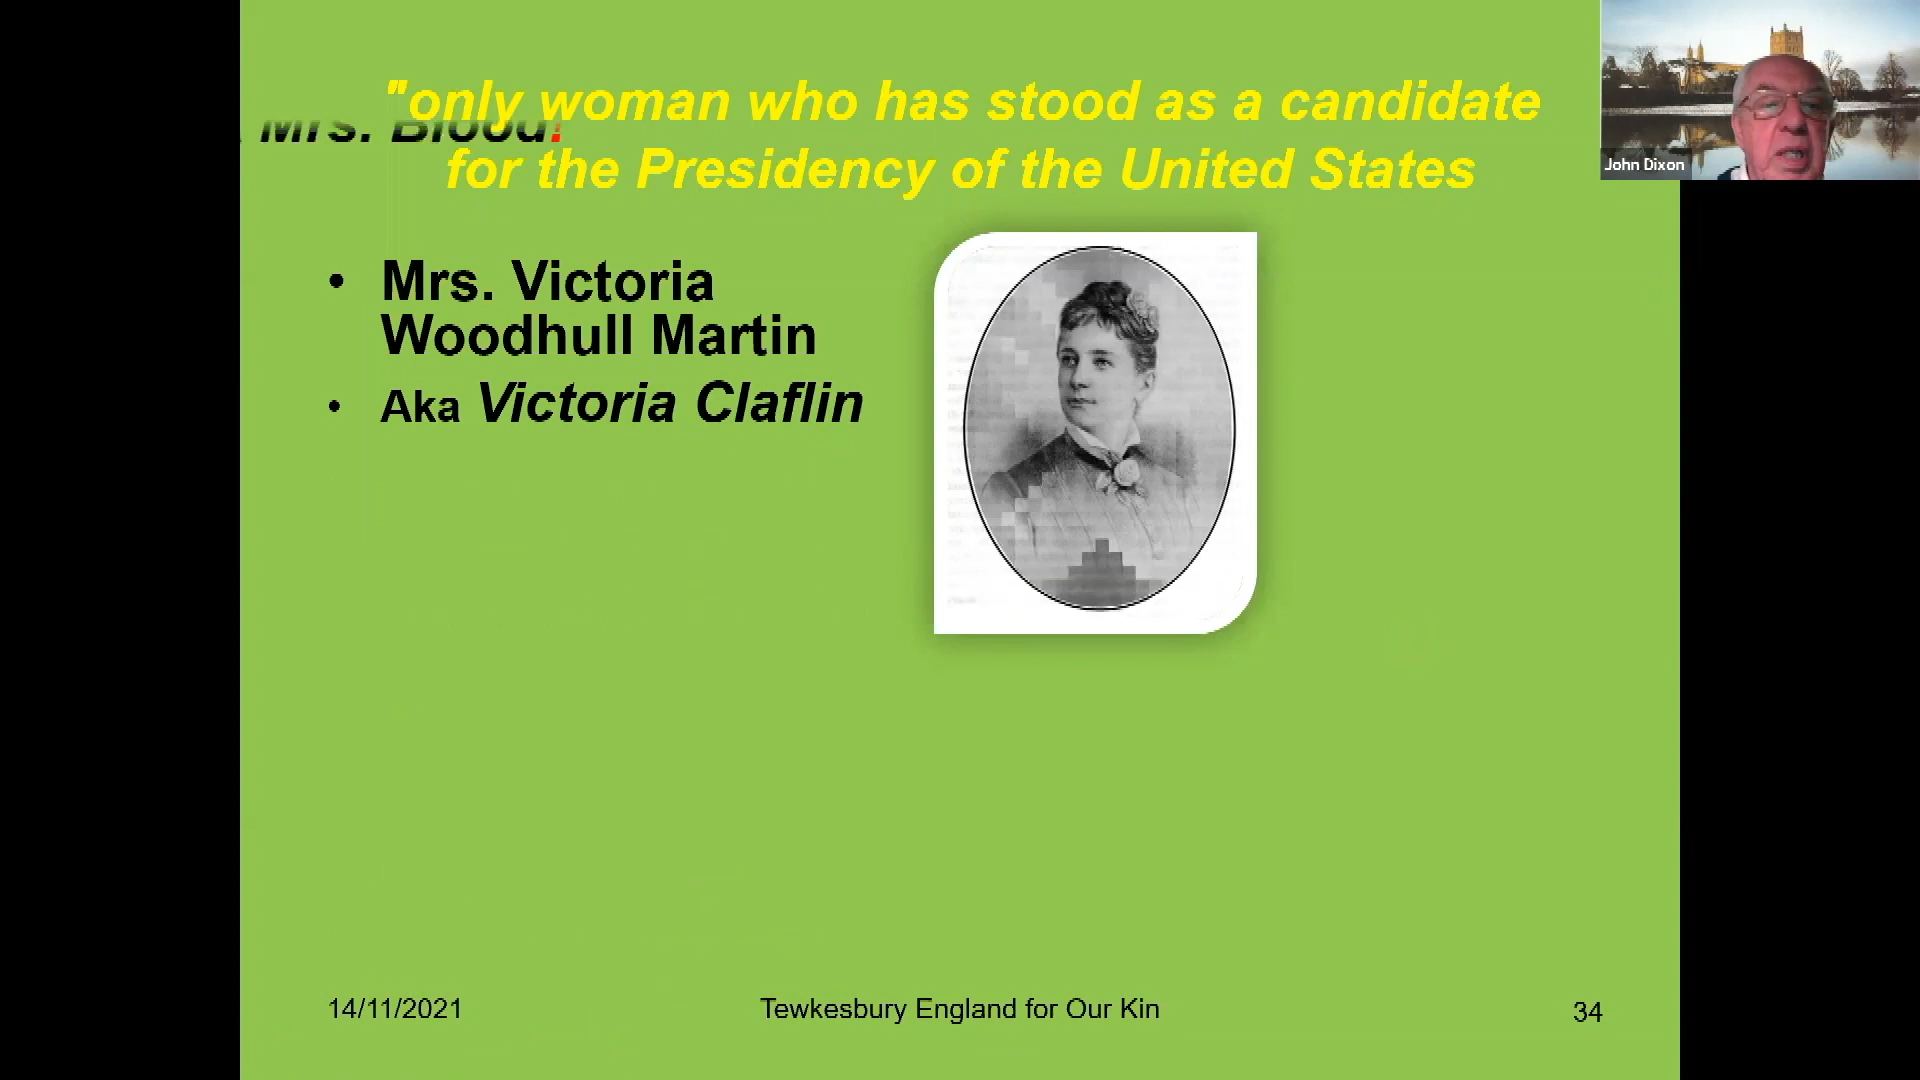 "only woman who has stood as a candidate
Mrs. Blood!
for the Presidency of the United States
John Dixon
• Mrs. Victoria
Woodhull Martin
• Aka Victoria Claflin
14/11/2021
Tewkesbury England for Our Kin
34